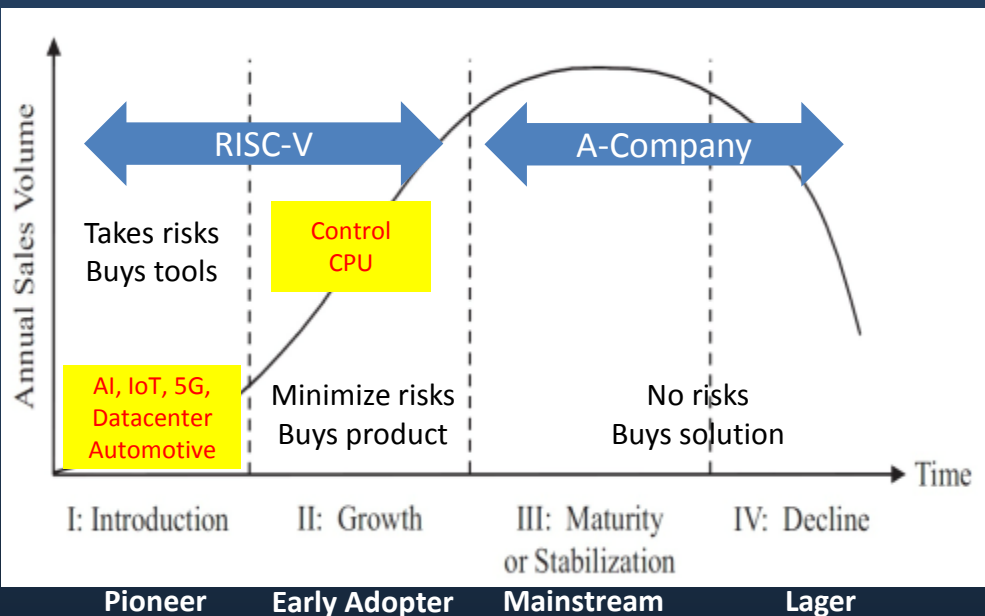 Annual Sales Volume
RISC-V
A-Company
Takes risks
Buys tools
Control
CPU
AI, IoT, 5G,
Datacenter
Automotive
Minimize risks
Buys product
No risks
Buys solution
Time
I: Introduction
II: Growth
III: Maturity
or Stabilization
IV: Decline
Pioneer
Early Adopter
Mainstream
Lager